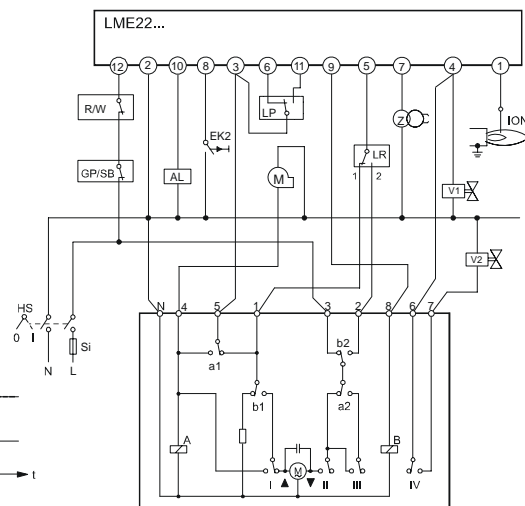 LME22...
12 2 10 8 3 6 11 9 5 7 4 1
R/W
LP
Z
ION
EK2
GP/SB
AL
M
LR
1 2
V1
V2
HS
0 I
Si
N L
N 4 5 1 3 2 8 6 7
a1
b2
b1
a2
A
B
M
I II III IV
t